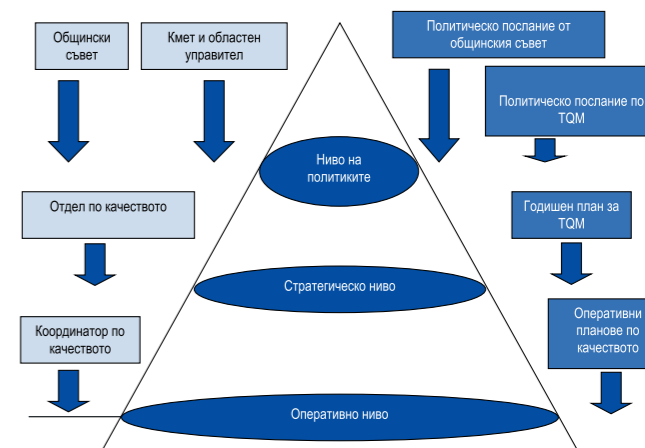 Общински
съвет
Кмет и областен
управител
Политическо послание от
общинския съвет
Политическо послание по
TQM
Ниво на
политиките
Отдел по качеството
Годишен план за
TQM
Стратегическо ниво
Координатор по
качеството
Оперативни
планове по
качеството
Оперативно ниво